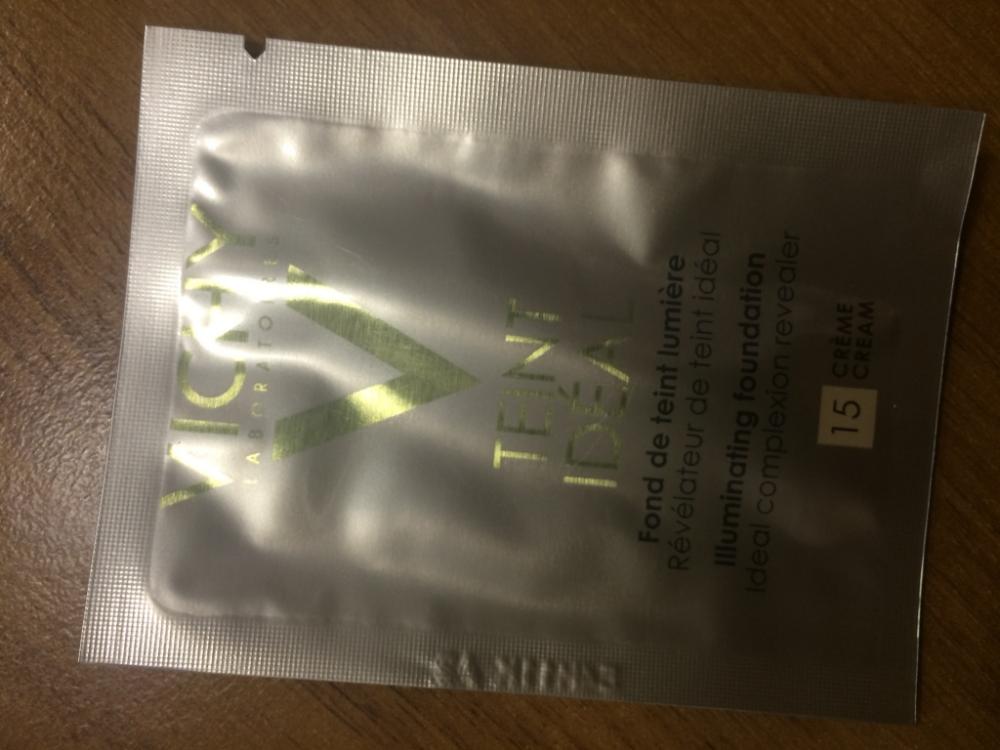 VICHY
LABORATOIRES
TEINT
IDÉAL
Fond de teint lumière
Révélateur de teint idéal
Illuminating foundation
Ideal complexion revealer
15
CRÈME
CREAM